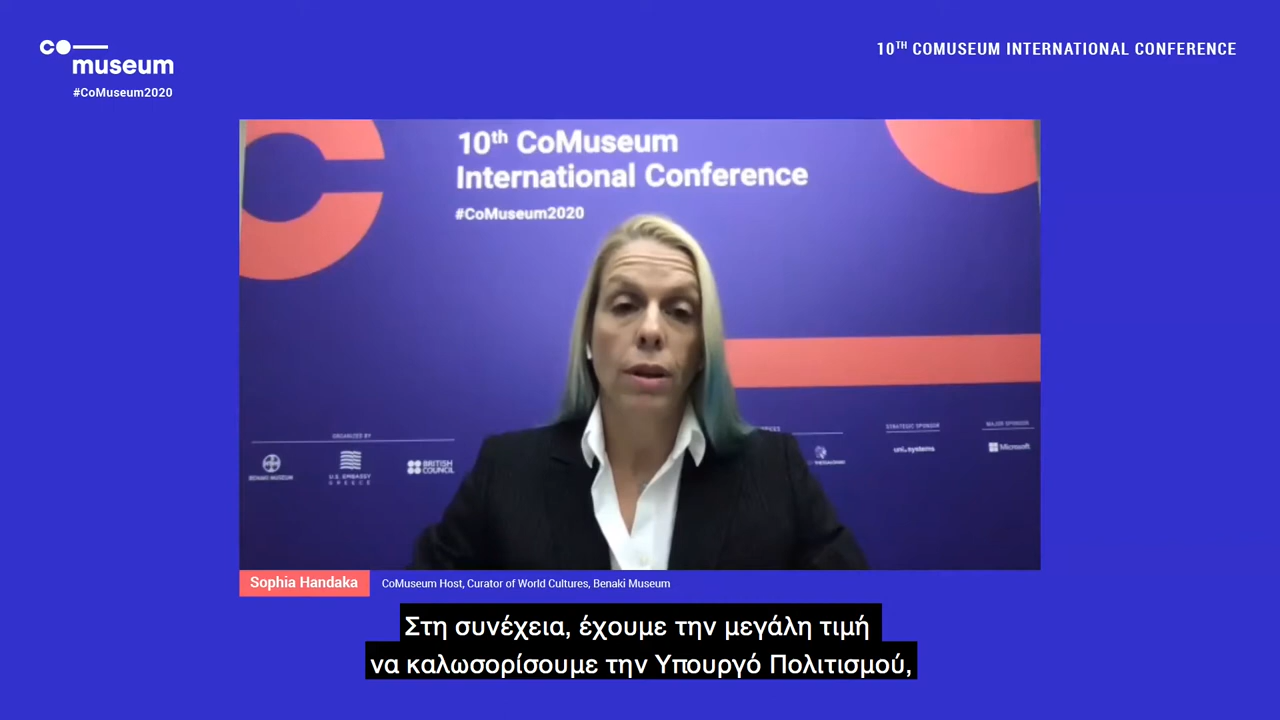 co
museum
#CoMuseum2020
10TH COMUSEUM INTERNATIONAL CONFERENCE
10th CoMuseum
International Conference
#CoMuseum2020
ORGANIZED BY
STRATEGIC SPONSOR
MAJOR SPONSOR
BENAKI MUSEUM
U.S. EMBASSY
GREECE
BRITISH
COUNCIL
uni.systems
Microsoft
Sophia Handaka
CoMuseum Host, Curator of World Cultures, Benaki Museum
Στη συνέχεια, έχουμε την μεγάλη τιμή
να καλωσορίσουμε την Υπουργό Πολιτισμού,